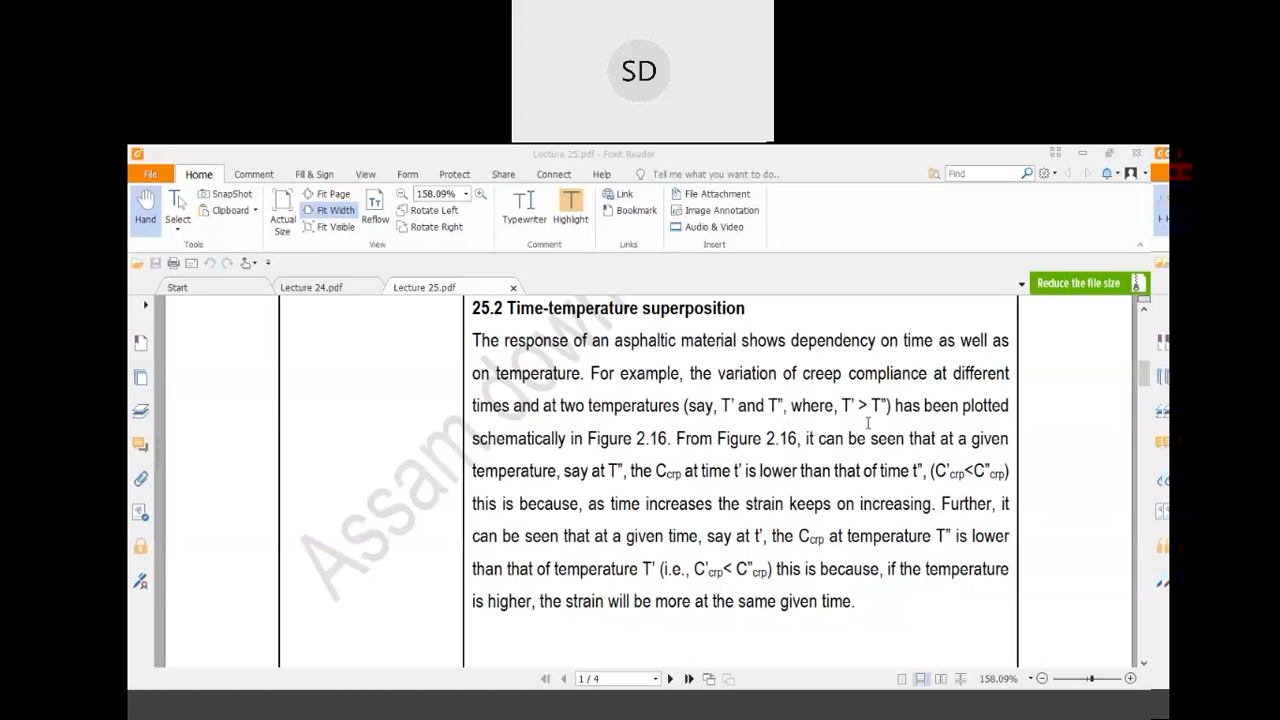 SD
Lecture 25.pdf - Foxit Reader
File Home Comment Fill & Sign View Form Protect Share Connect Help Tell me what you want to do.. Find
SnapShot Fit Page 158.09% Link File Attachment
Clipboard Fit Width Rotate Left Bookmark Image Annotation
Hand Select Actual Size Fit Visible Reflow Rotate Right Typewriter Highlight Audio & Video
Tools View Comment Links Insert
Start Lecture 24.pdf Lecture 25.pdf Reduce the file size
25.2 Time-temperature superposition
The response of an asphaltic material shows dependency on time as well as
on temperature. For example, the variation of creep compliance at different
times and at two temperatures (say, T’ and T”, where, T’ > T”) has been plotted
schematically in Figure 2.16. From Figure 2.16, it can be seen that at a given
temperature, say at T”, the Ccrp at time t’ is lower than that of time t”, (C’crp<C”crp)
this is because, as time increases the strain keeps on increasing. Further, it
can be seen that at a given time, say at t’, the Ccrp at temperature T” is lower
than that of temperature T’ (i.e., C’crp< C”crp) this is because, if the temperature
is higher, the strain will be more at the same given time.
Assam down
1 / 4 158.09%